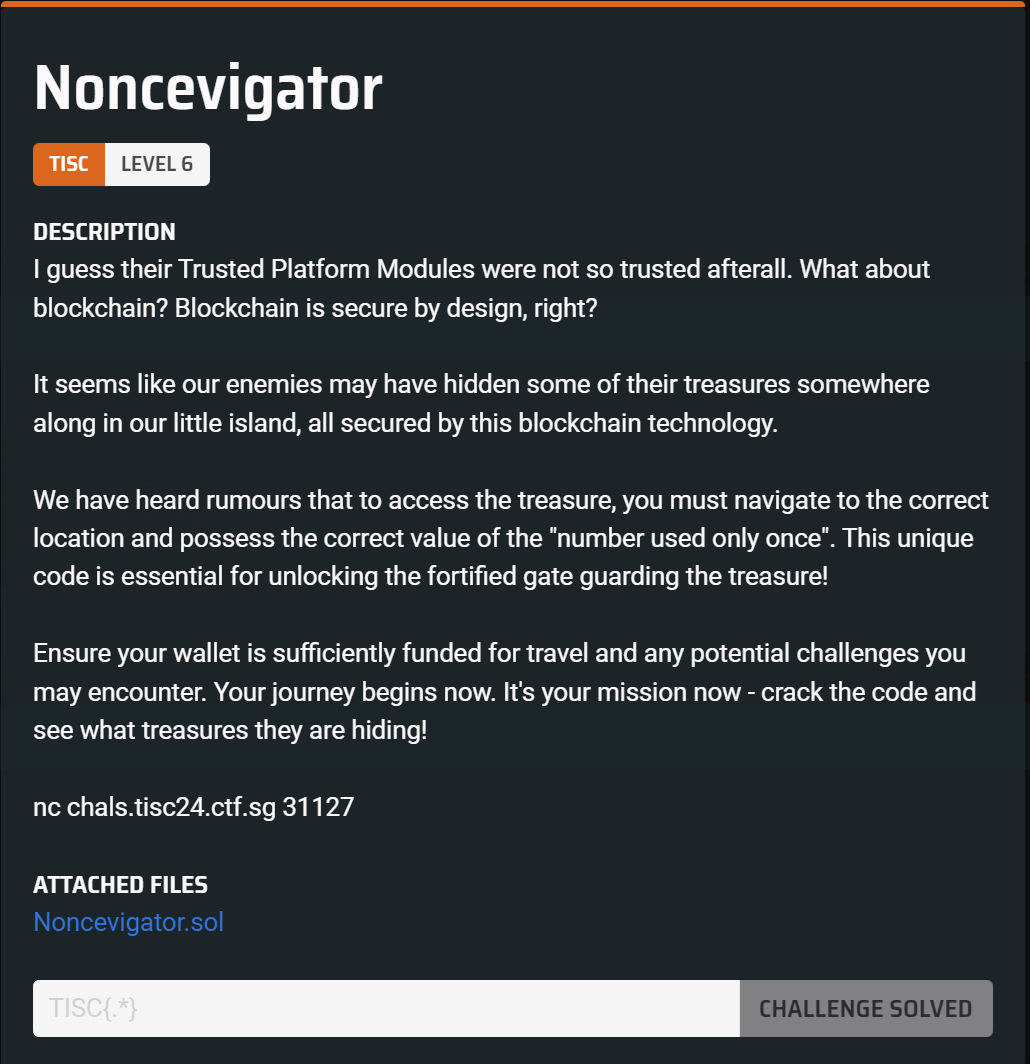 Noncevigator
TISC LEVEL 6
DESCRIPTION
I guess their Trusted Platform Modules were not so trusted afterall. What about
blockchain? Blockchain is secure by design, right?
It seems like our enemies may have hidden some of their treasures somewhere
along in our little island, all secured by this blockchain technology.
We have heard rumours that to access the treasure, you must navigate to the correct
location and possess the correct value of the "number used only once". This unique
code is essential for unlocking the fortified gate guarding the treasure!
Ensure your wallet is sufficiently funded for travel and any potential challenges you
may encounter. Your journey begins now. It's your mission now - crack the code and
see what treasures they are hiding!
nc chals.tisc24.ctf.sg 31127
ATTACHED FILES
Noncevigator.sol
TISC{.*} CHALLENGE SOLVED